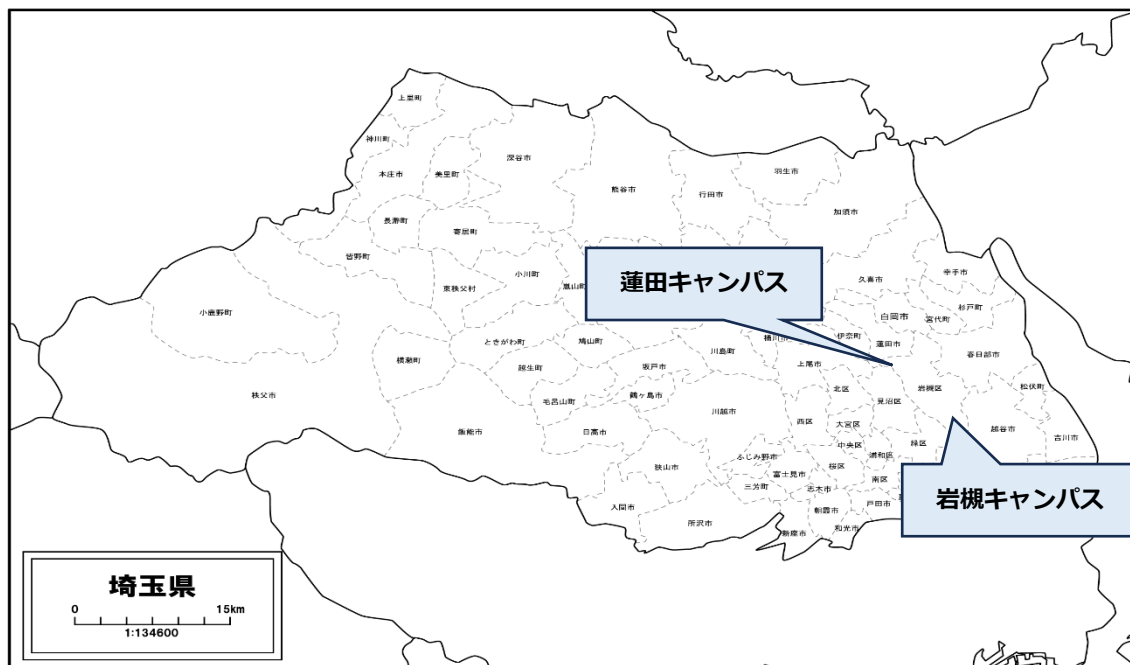 上里町
神川町
本庄市
美里町
深谷市
熊谷市
行田市
羽生市
加須市
長瀞町
寄居町
皆野町
東秩父村
小川町
嵐山町
小鹿野町
秩父市
横瀬町
ときがわ町
鳩山町
越生町
毛呂山町
坂戸市
鶴ヶ島市
川島町
飯能市
日高市
川越市
狭山市
入間市
所沢市
ふじみ野市
三芳町
富士見市
志木市
朝霞市
新座市
和光市
蓮田キャンパス
久喜市
幸手市
白岡市
宮代町
杉戸町
桶川市
伊奈町
蓮田市
上尾市
春日部市
北区
見沼区
岩槻区
松伏町
西区
大宮区
中央区
桜区
浦和区
緑区
越谷市
吉川市
南区
戸田市
岩槻キャンパス
埼玉県
0 15km
1:134600